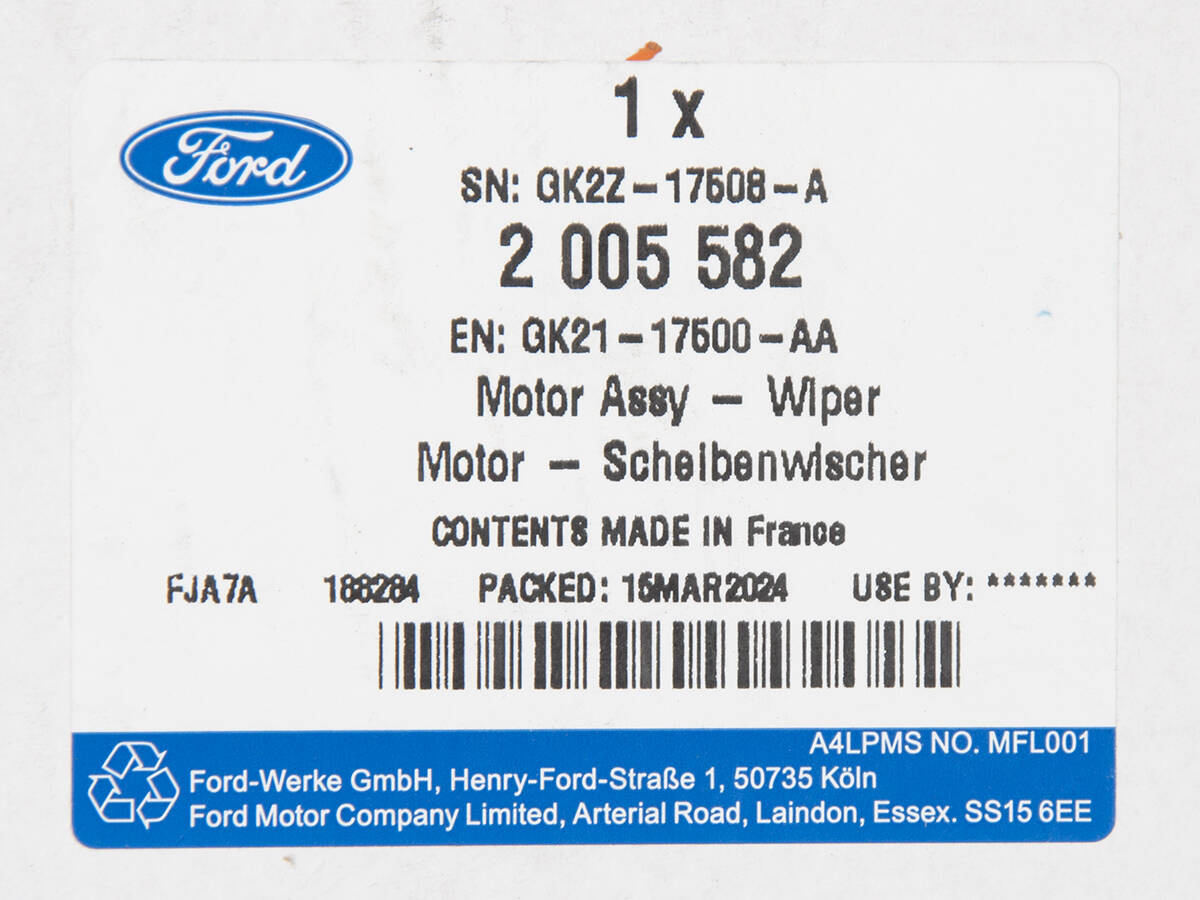 Ford
1 x
SN: GK2Z-17508-A
2 005 582
EN: GK21-17500-AA
Motor Assy - Wiper
Motor - Scheibenwischer
CONTENTS MADE IN France
FJA7A 188284 PACKED: 15MAR2024 USE BY: *******
A4LPMS NO. MFL001
Ford-Werke GmbH, Henry-Ford-Straße 1, 50735 Köln
Ford Motor Company Limited, Arterial Road, Laindon, Essex. SS15 6EE